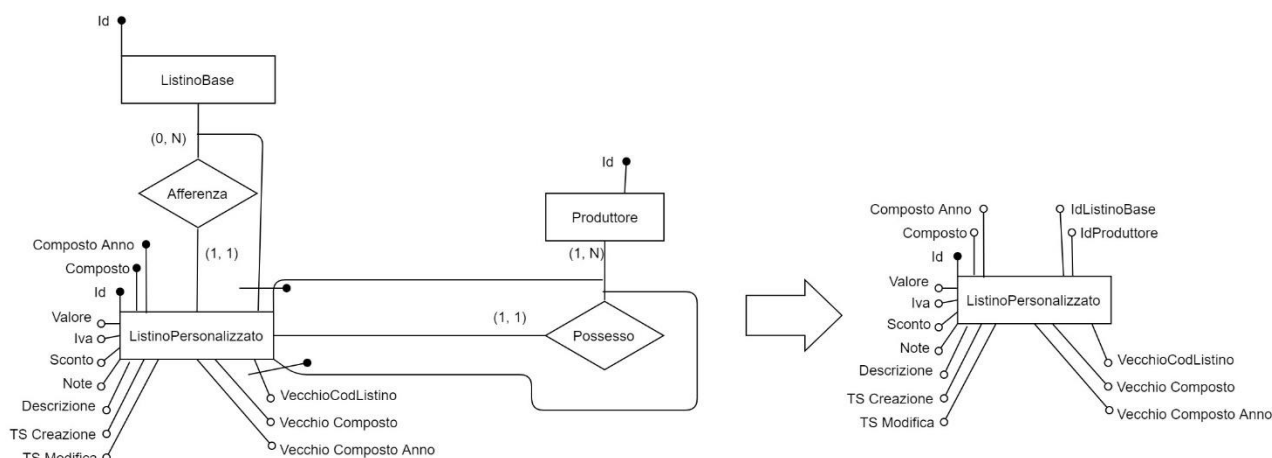 Id
ListinoBase
(0, N)
Afferenza
(1, 1)
Composto Anno
Composto
Id
Valore
Iva
Sconto
Note
Descrizione
TS Creazione
TS Modifica
ListinoPersonalizzato
VecchioCodListino
Vecchio Composto
Vecchio Composto Anno
(1, 1)
Id
Produttore
(1, N)
Possesso
Composto Anno
Composto
Id
IdListinoBase
IdProduttore
Valore
Iva
Sconto
Note
Descrizione
TS Creazione
TS Modifica
ListinoPersonalizzato
VecchioCodListino
Vecchio Composto
Vecchio Composto Anno